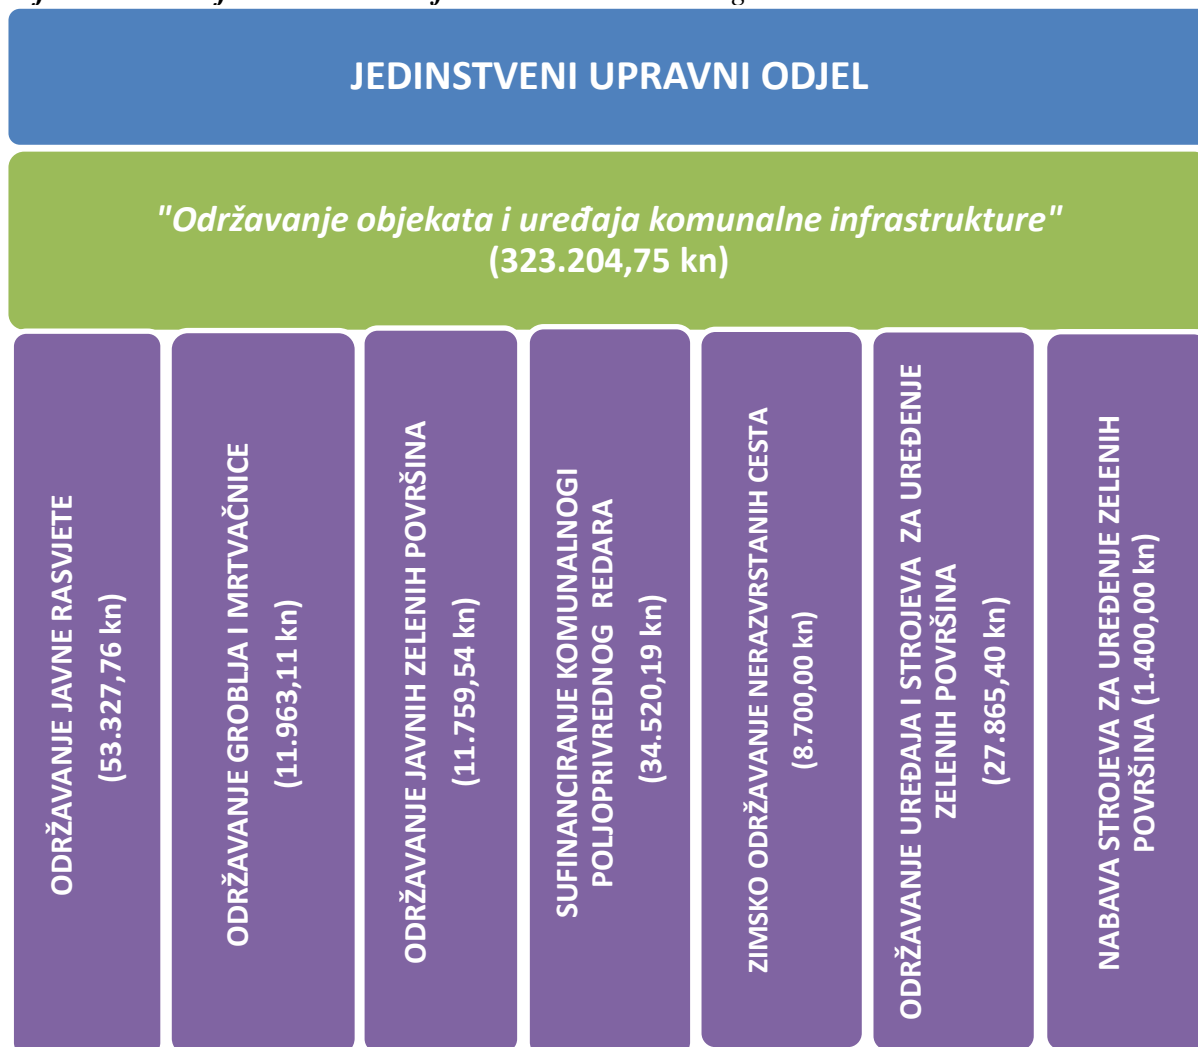 JEDINSTVENI UPRAVNI ODJEL
"Održavanje objekata i uređaja komunalne infrastrukture"
(323.204,75 kn)
ODRŽAVANJE JAVNE RASVJETE
(53.327,76 kn)
ODRŽAVANJE GROBLJA I MRTVAČNICE
(11.963,11 kn)
ODRŽAVANJE JAVNIH ZELENIH POVRŠINA
(11.759,54 kn)
SUFINANCIRANJE KOMUNALNOGI
POLJOPRIVREDNOG REDARA
(34.520,19 kn)
ZIMSKO ODRŽAVANJE NERAZVRSTANIH CESTA
(8.700,00 kn)
ODRŽAVANJE UREĐAJA I STROJEVA ZA UREĐENJE
ZELENIH POVRŠINA
(27.865,40 kn)
NABAVA STROJEVA ZA UREĐENJE ZELENIH
POVRŠINA (1.400,00 kn)